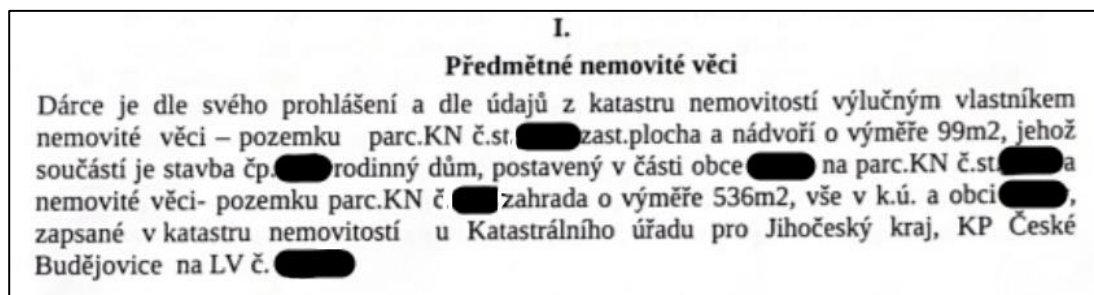 I.
Předmětné nemovité věci
Dárce je dle svého prohlášení a dle údajů z katastru nemovitostí výlučným vlastníkem
nemovité věci – pozemku parc.KN č.st. zast.plocha a nádvoří o výměře 99m2, jehož
součástí je stavba čp. rodinný dům, postavený v části obce na parc.KN č.st. a
nemovité věci- pozemku parc.KN č. zahrada o výměře 536m2, vše v k.ú. a obci ,
zapsané v katastru nemovitostí u Katastrálního úřadu pro Jihočeský kraj, KP České
Budějovice na LV č.